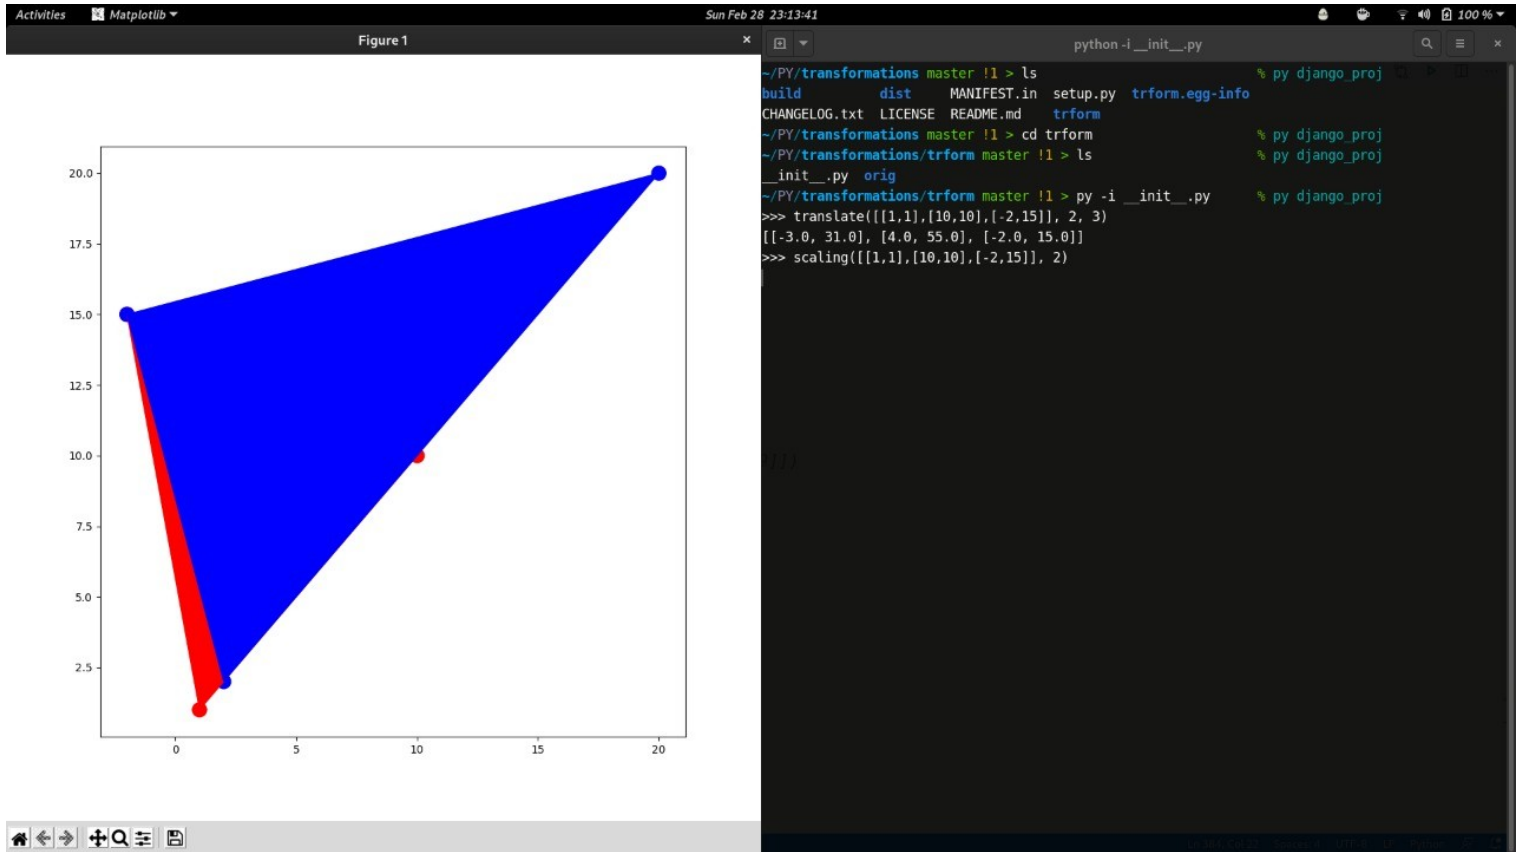 Activities Matplotlib Sun Feb 28 23:13:41 100 %
Figure 1 ×
python -i __init__.py ×
20.0
17.5
15.0
12.5
10.0
7.5
5.0
2.5
0 5 10 15 20
~/PY/transformations master !1 > ls % py django_proj
build dist MANIFEST.in setup.py trform.egg-info
CHANGELOG.txt LICENSE README.md trform
~/PY/transformations master !1 > cd trform % py django_proj
~/PY/transformations/trform master !1 > ls % py django_proj
__init__.py orig
~/PY/transformations/trform master !1 > py -i __init__.py % py django_proj
>>> translate([[1,1],[10,10],[-2,15]], 2, 3)
[[-3.0, 31.0], [4.0, 55.0], [-2.0, 15.0]]
>>> scaling([[1,1],[10,10],[-2,15]], 2)